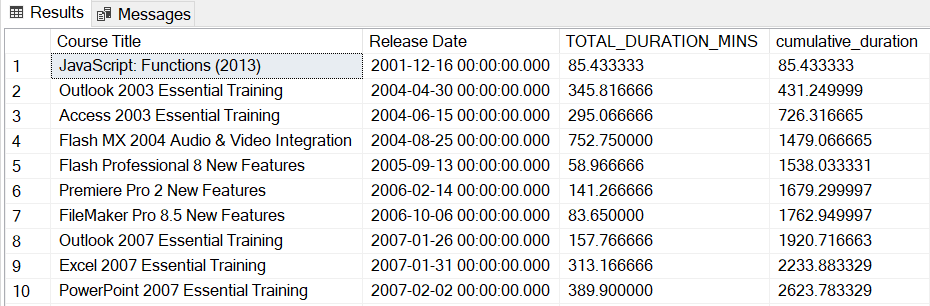 Results Messages
Course Title Release Date TOTAL_DURATION_MINS cumulative_duration
1 JavaScript: Functions (2013) 2001-12-16 00:00:00.000 85.433333 85.433333
2 Outlook 2003 Essential Training 2004-04-30 00:00:00.000 345.816666 431.249999
3 Access 2003 Essential Training 2004-06-15 00:00:00.000 295.066666 726.316665
4 Flash MX 2004 Audio & Video Integration 2004-08-25 00:00:00.000 752.750000 1479.066665
5 Flash Professional 8 New Features 2005-09-13 00:00:00.000 58.966666 1538.033331
6 Premiere Pro 2 New Features 2006-02-14 00:00:00.000 141.266666 1679.299997
7 FileMaker Pro 8.5 New Features 2006-10-06 00:00:00.000 83.650000 1762.949997
8 Outlook 2007 Essential Training 2007-01-26 00:00:00.000 157.766666 1920.716663
9 Excel 2007 Essential Training 2007-01-31 00:00:00.000 313.166666 2233.883329
10 PowerPoint 2007 Essential Training 2007-02-02 00:00:00.000 389.900000 2623.783329